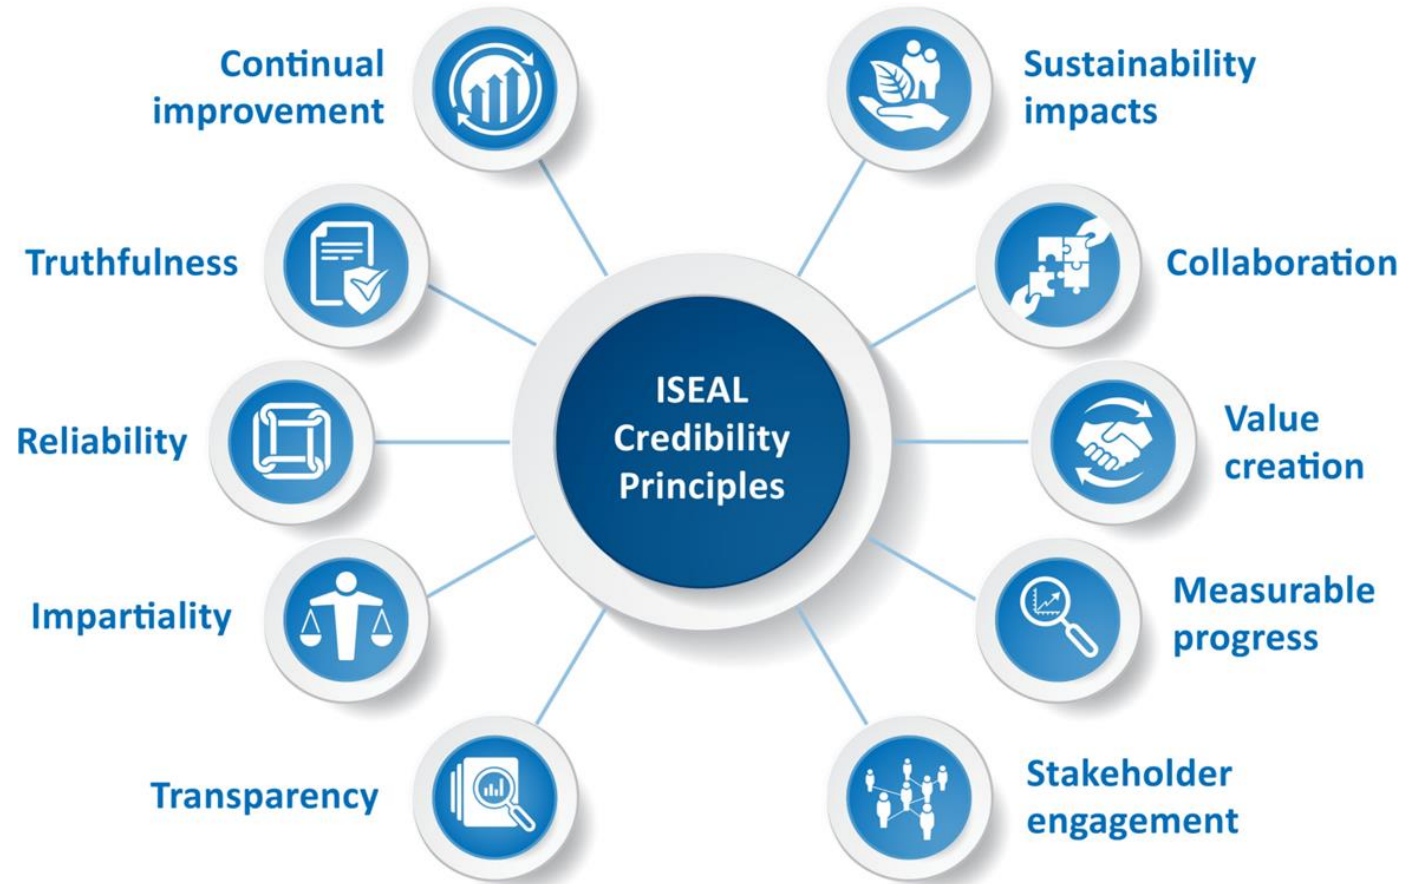 Continual
improvement
Sustainability
impacts
Truthfulness
Collaboration
ISEAL
Credibility
Principles
Reliability
Value
creation
Impartiality
Measurable
progress
Transparency
Stakeholder
engagement